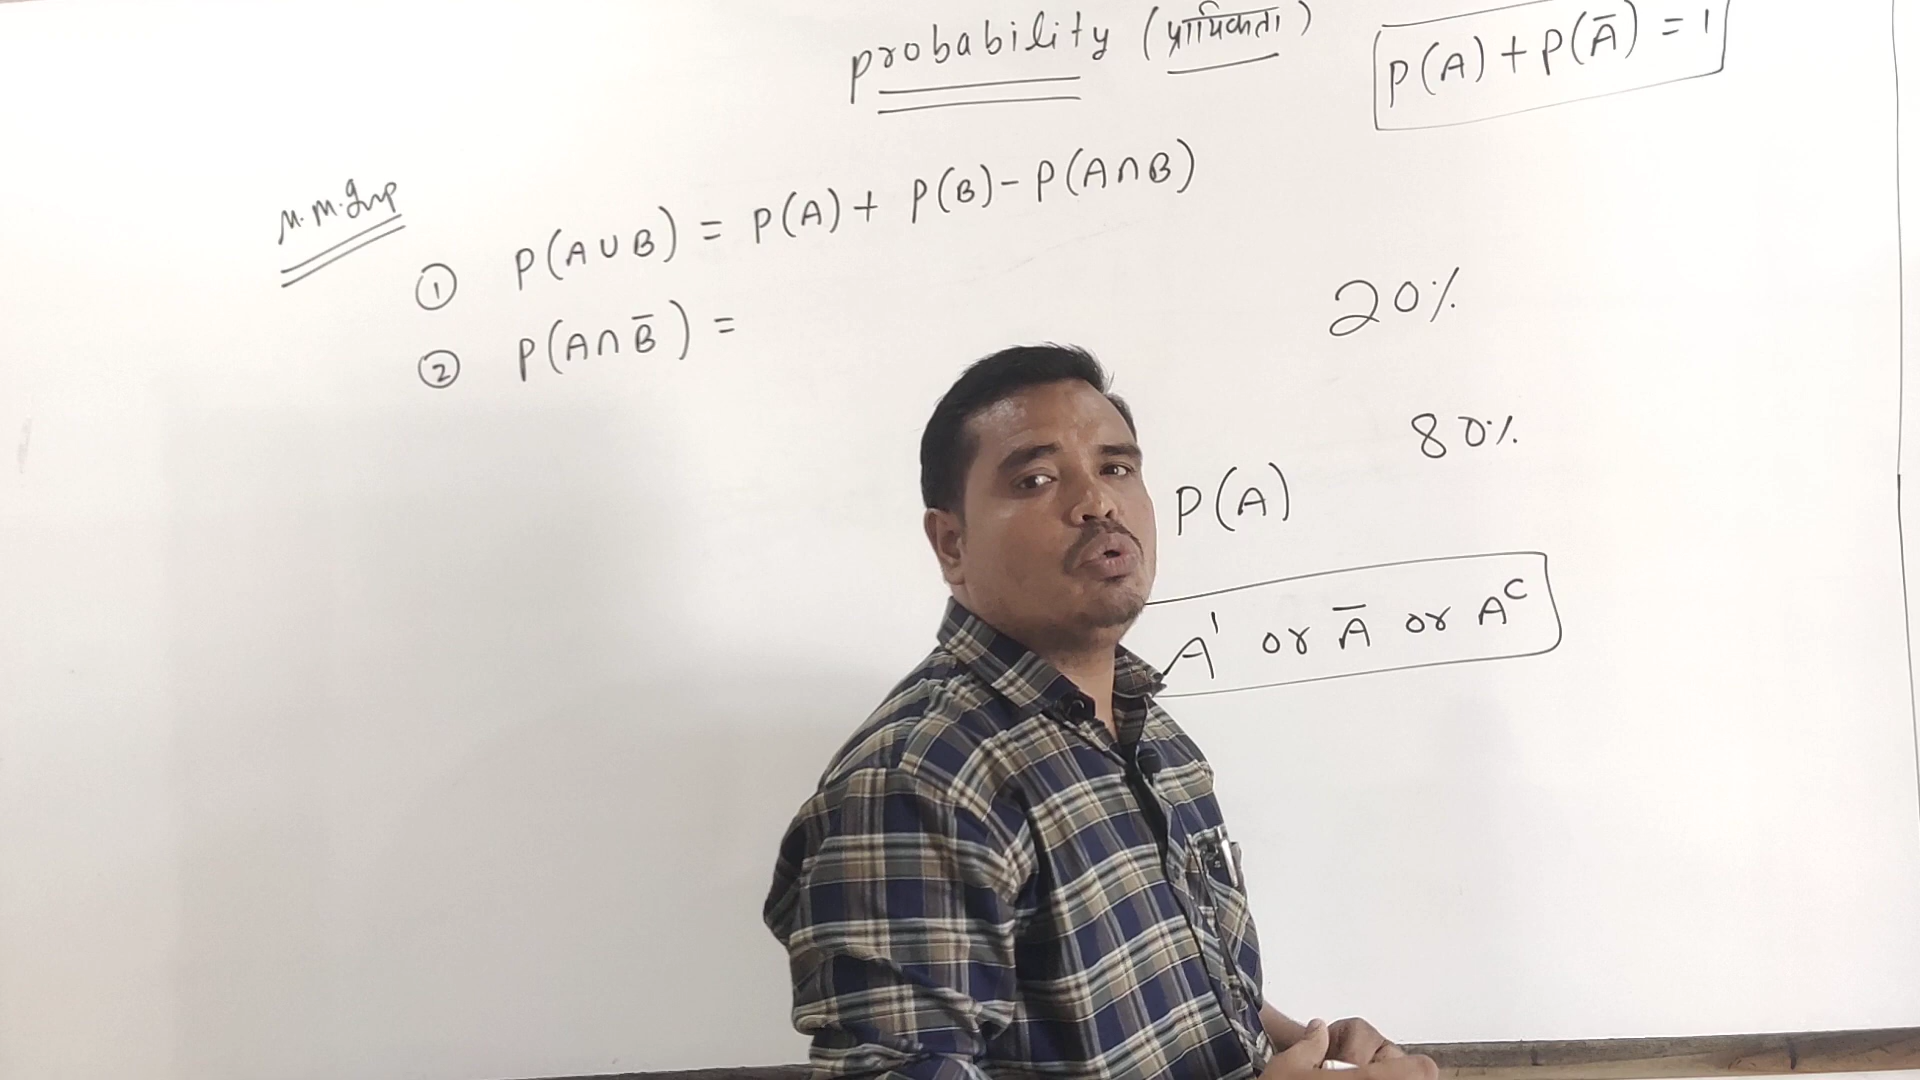 probability (प्रायिकता)
P(A) + P(Ā) = 1
M.M.Imp
① P(A∪B) = P(A) + P(B) - P(A∩B)
② P(A∩B̄) =
20%
80%
P(A)
A' or Ā or Aᶜ